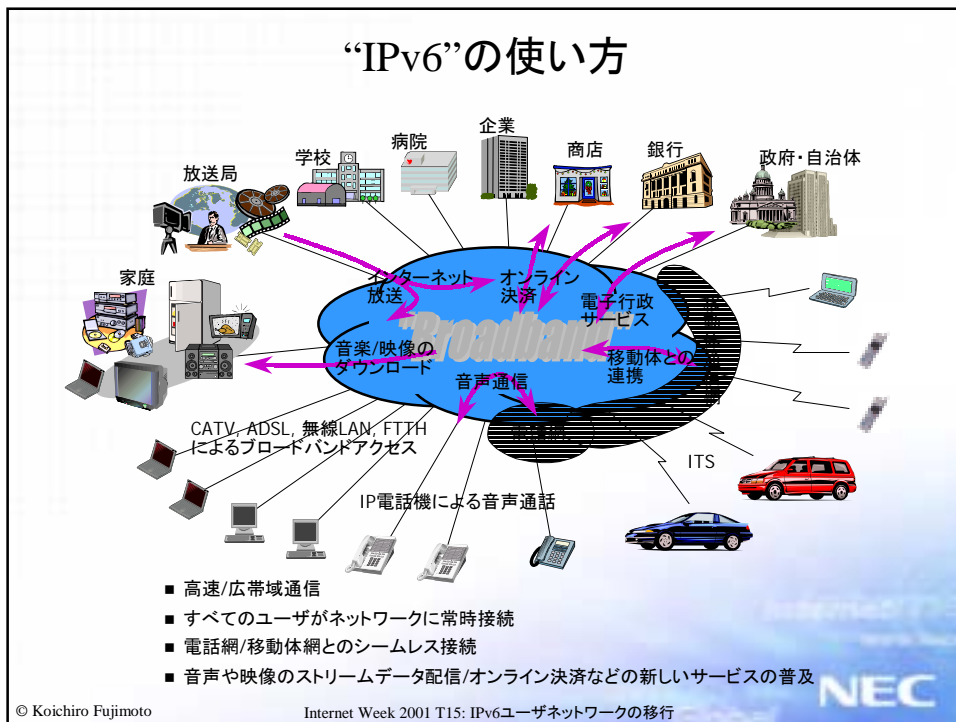 “IPv6”の使い方
企業
病院
商店
銀行
学校
政府・自治体
放送局
家庭
インターネット
放送
オンライン
決済
電子行政
サービス
"Broadband"
音楽/映像の
ダウンロード
移動体との
連携
音声通信
CATV, ADSL, 無線LAN, FTTH
によるブロードバンドアクセス
ITS
IP電話機による音声通話
■ 高速/広帯域通信
■ すべてのユーザがネットワークに常時接続
■ 電話網/移動体網とのシームレス接続
■ 音声や映像のストリームデータ配信/オンライン決済などの新しいサービスの普及
NEC
© Koichiro Fujimoto
Internet Week 2001 T15: IPv6ユーザネットワークの移行
Global